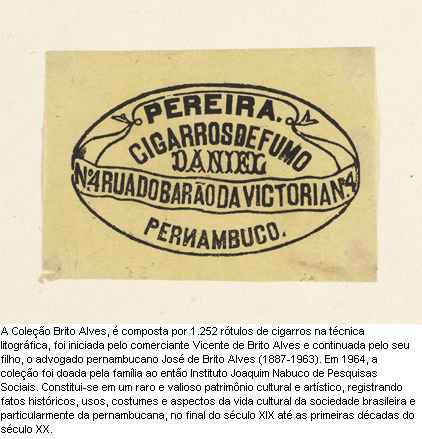 PEREIRA.
CIGARROS DE FUMO
DANIEL
Nº4 RUA DO BARÃO DA VICTORIA Nº4
PERNAMBUCO.
A Coleção Brito Alves, é composta por 1.252 rótulos de cigarros na técnica
litográfica, foi iniciada pelo comerciante Vicente de Brito Alves e continuada pelo seu
filho, o advogado pernambucano José de Brito Alves (1887-1963). Em 1964, a
coleção foi doada pela família ao então Instituto Joaquim Nabuco de Pesquisas
Sociais. Constitui-se em um raro e valioso patrimônio cultural e artístico, registrando
fatos históricos, usos, costumes e aspectos da vida cultural da sociedade brasileira e
particularmente da pernambucana, no final do século XIX até as primeiras décadas do
século XX.